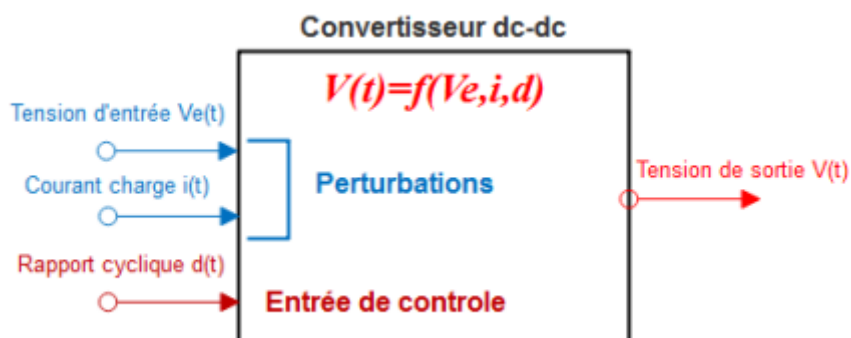 Convertisseur dc-dc
V(t)=f(Ve,i,d)
Tension d'entrée Ve(t)
Courant charge i(t)
Perturbations
Tension de sortie V(t)
Rapport cyclique d(t)
Entrée de controle